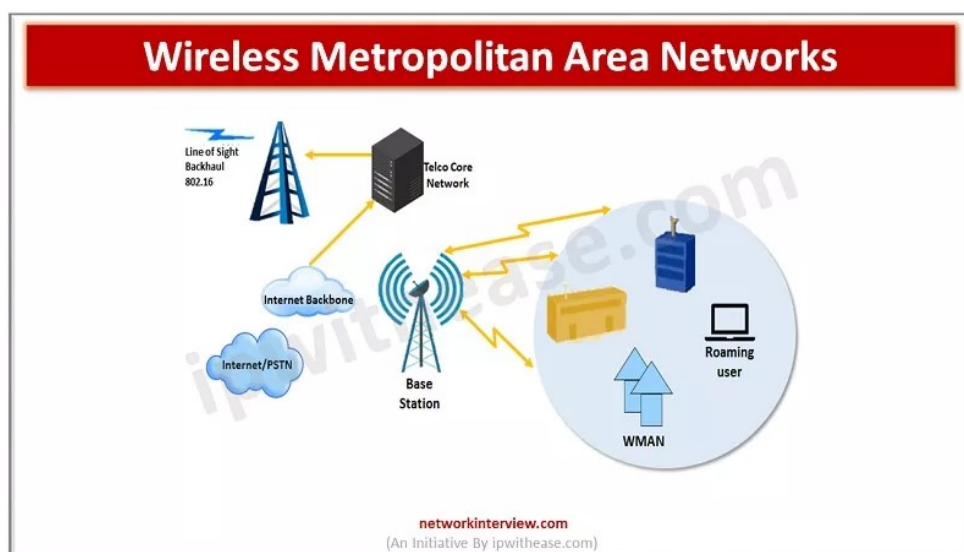 Wireless Metropolitan Area Networks
Line of Sight
Backhaul
802.16
Telco Core
Network
Internet Backbone
Internet/PSTN
Base
Station
Roaming
user
WMAN
ipwithease.com
networkinterview.com
(An Initiative By ipwithease.com)